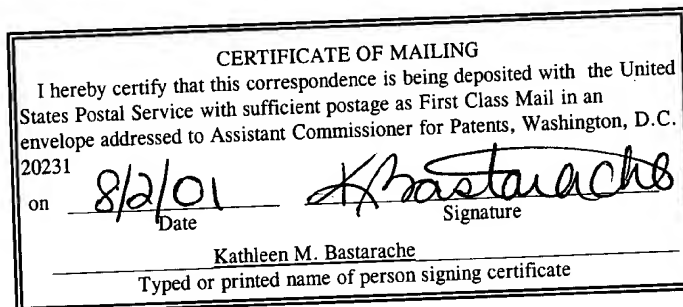 CERTIFICATE OF MAILING
I hereby certify that this correspondence is being deposited with the United
States Postal Service with sufficient postage as First Class Mail in an
envelope addressed to Assistant Commissioner for Patents, Washington, D.C.
20231
on 8/2/01 KBastarache
Date Signature
Kathleen M. Bastarache
Typed or printed name of person signing certificate